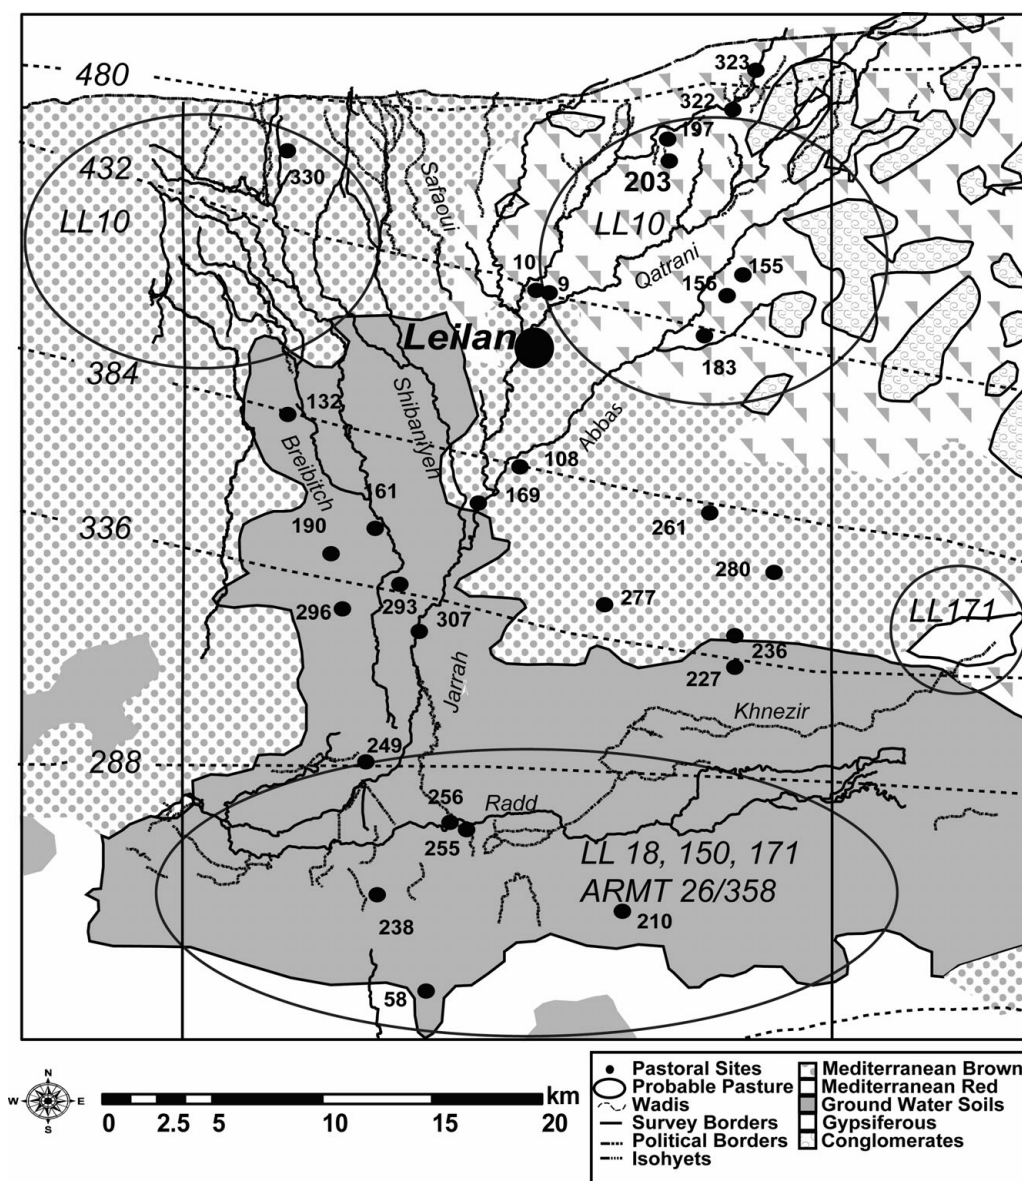 480
323
322
197
432
330
203
LL10
LL10
Safaoui
10
9
Qatrani
155
156
Leilan
183
384
132
Shibaniyeh
Abbas
Breibitch
108
161
169
336
190
261
280
277
LL171
296
293
307
236
227
Jarrah
Khnezir
249
288
256
Radd
255
LL 18, 150, 171
ARMT 26/358
238
210
58
N
W
E
S
km
0
2.5
5
10
15
20
Pastoral Sites
Probable Pasture
Wadis
Survey Borders
Political Borders
Isohyets
Mediterranean Brown
Mediterranean Red
Ground Water Soils
Gypsiferous
Conglomerates